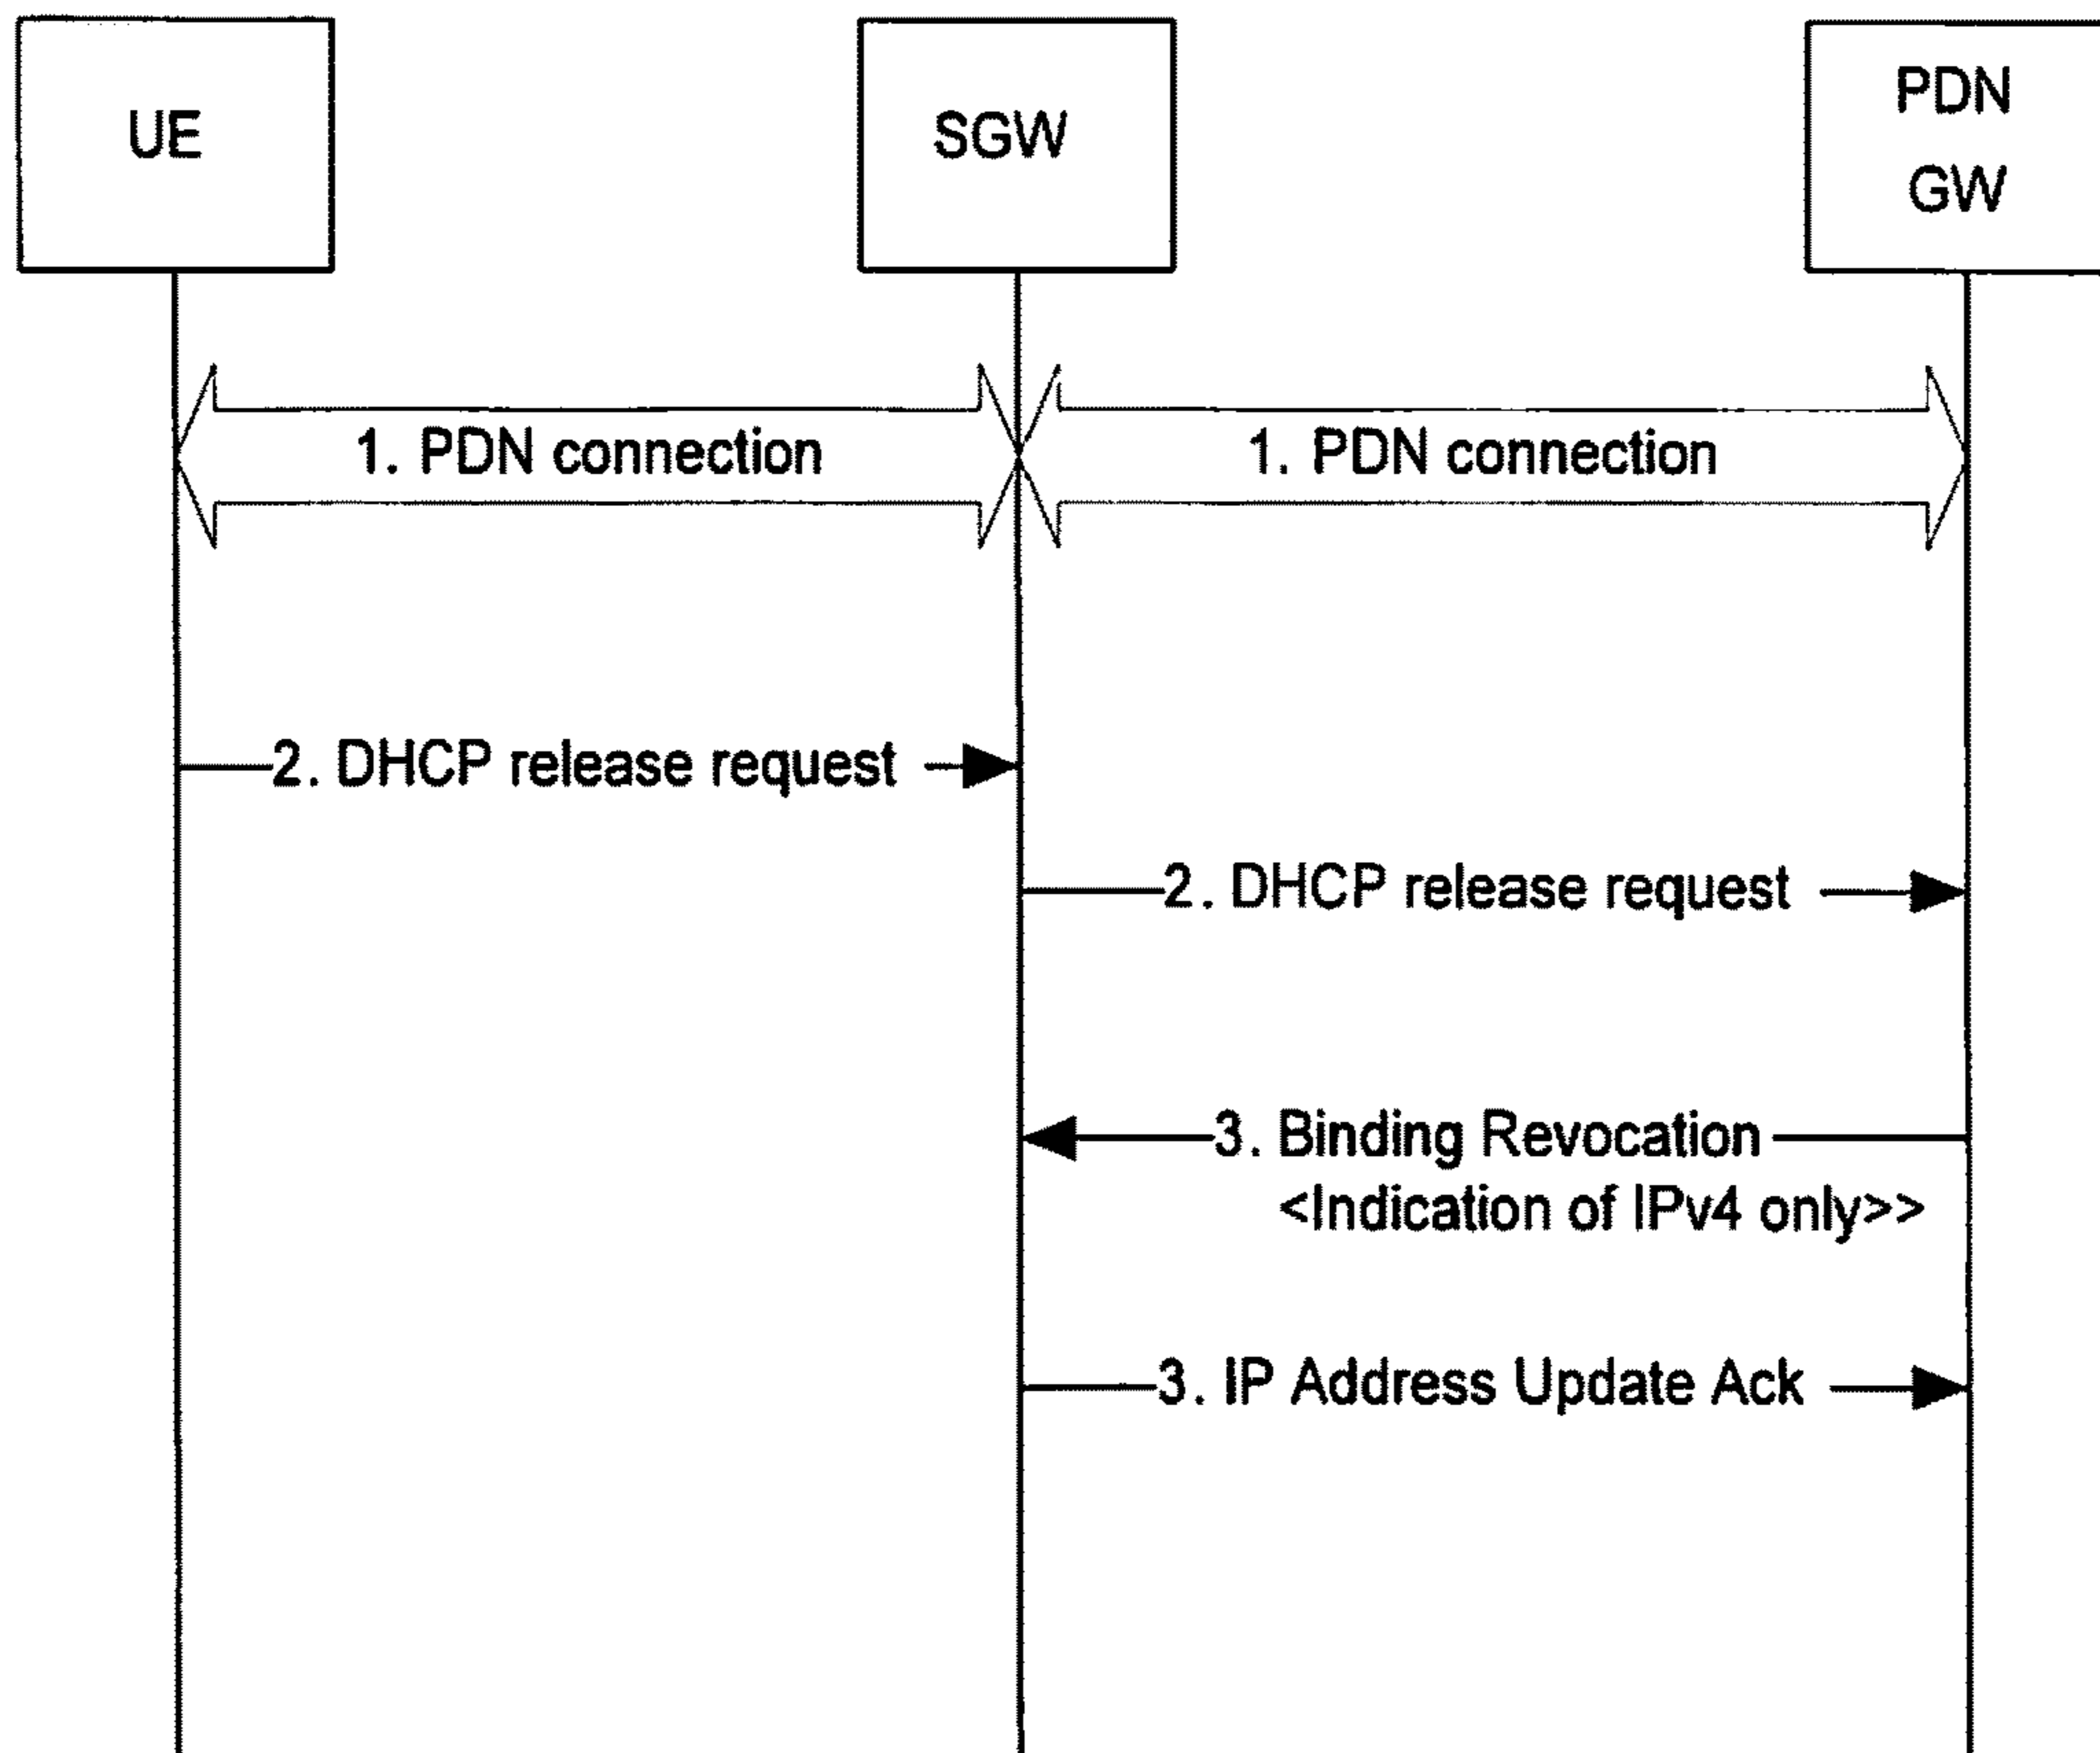 UE
SGW
PDN
GW
1. PDN connection
1. PDN connection
2. DHCP release request
2. DHCP release request
3. Binding Revocation
<Indication of IPv4 only>>
3. IP Address Update Ack